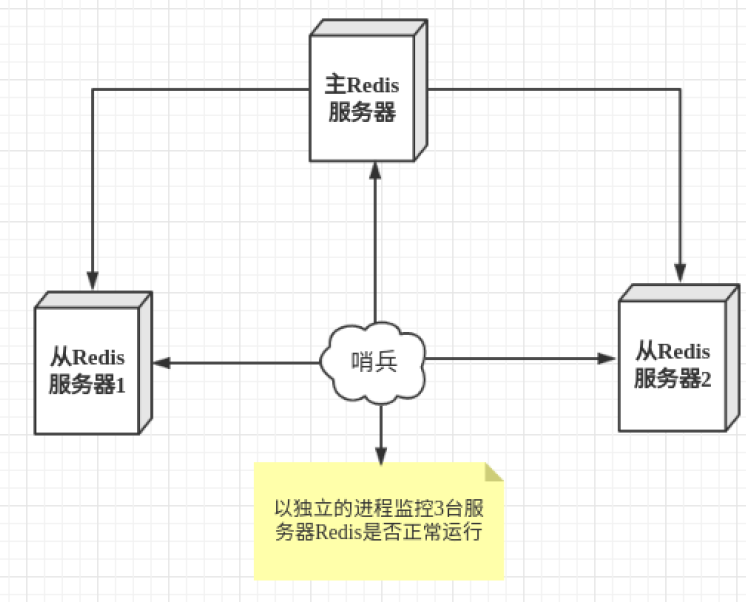 主Redis
服务器
从Redis
服务器1
哨兵
从Redis
服务器2
以独立的进程监控3台服
务器Redis是否正常运行